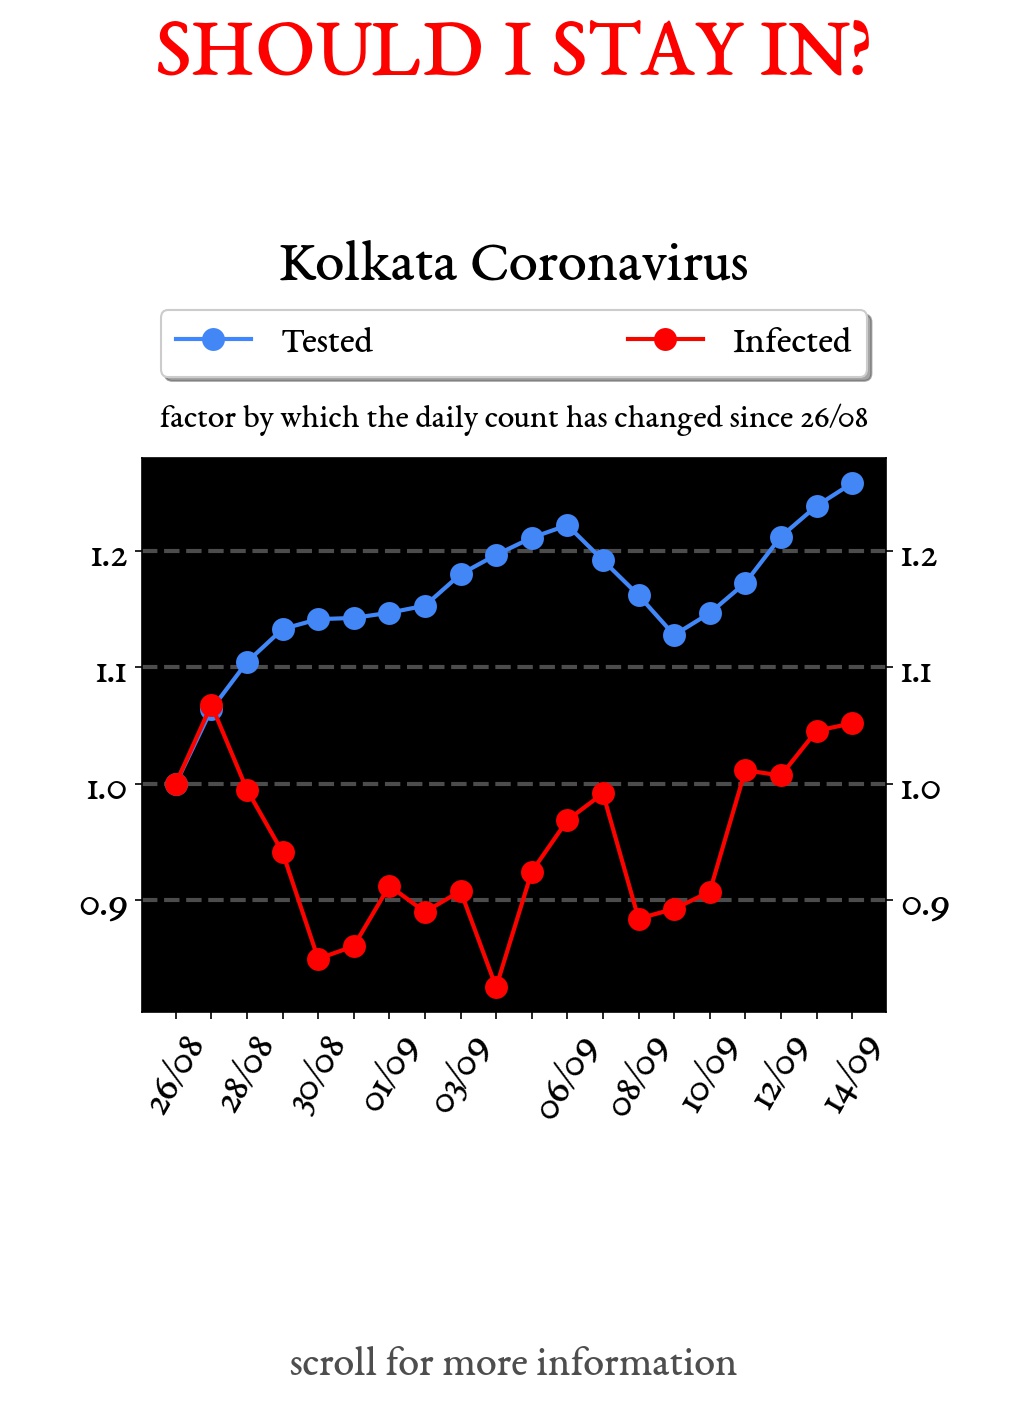 SHOULD I STAY IN?
Kolkata Coronavirus
Tested Infected
factor by which the daily count has changed since 26/08
1.2 1.2
1.1 1.1
1.0 1.0
0.9 0.9
26/08 28/08 30/08 01/09 03/09 06/09 08/09 10/09 12/09 14/09
scroll for more information